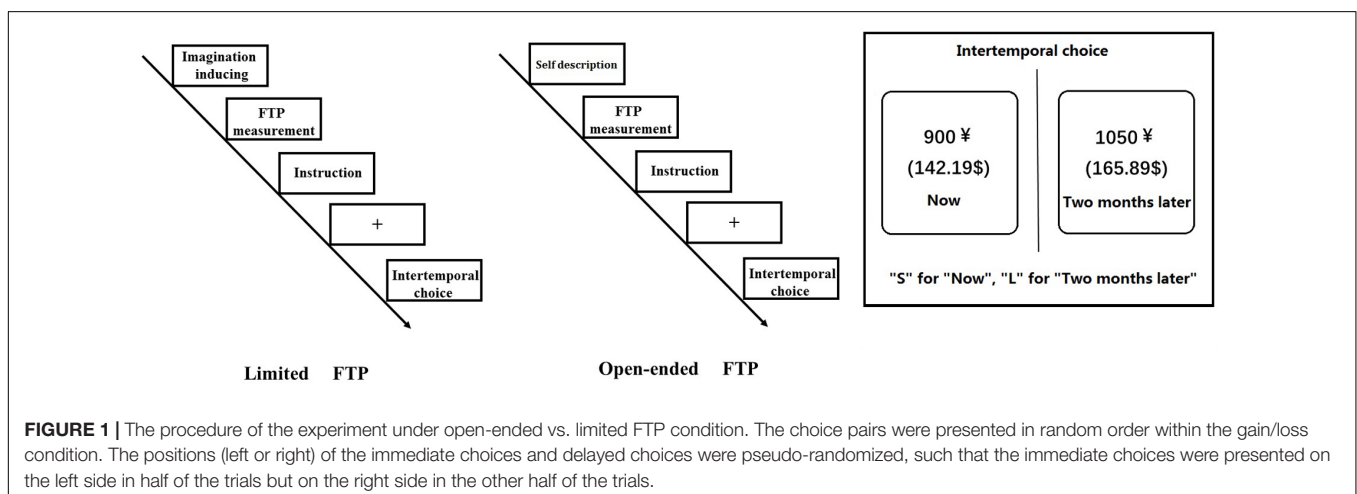 Imagination
inducing
FTP
measurement
Instruction
+
Intertemporal
choice
Limited FTP
Self description
FTP
measurement
Instruction
+
Intertemporal
choice
Open-ended FTP
Intertemporal choice
900 ¥
(142.19$)
Now
1050 ¥
(165.89$)
Two months later
"S" for "Now", "L" for "Two months later"
FIGURE 1 | The procedure of the experiment under open-ended vs. limited FTP condition. The choice pairs were presented in random order within the gain/loss
condition. The positions (left or right) of the immediate choices and delayed choices were pseudo-randomized, such that the immediate choices were presented on
the left side in half of the trials but on the right side in the other half of the trials.